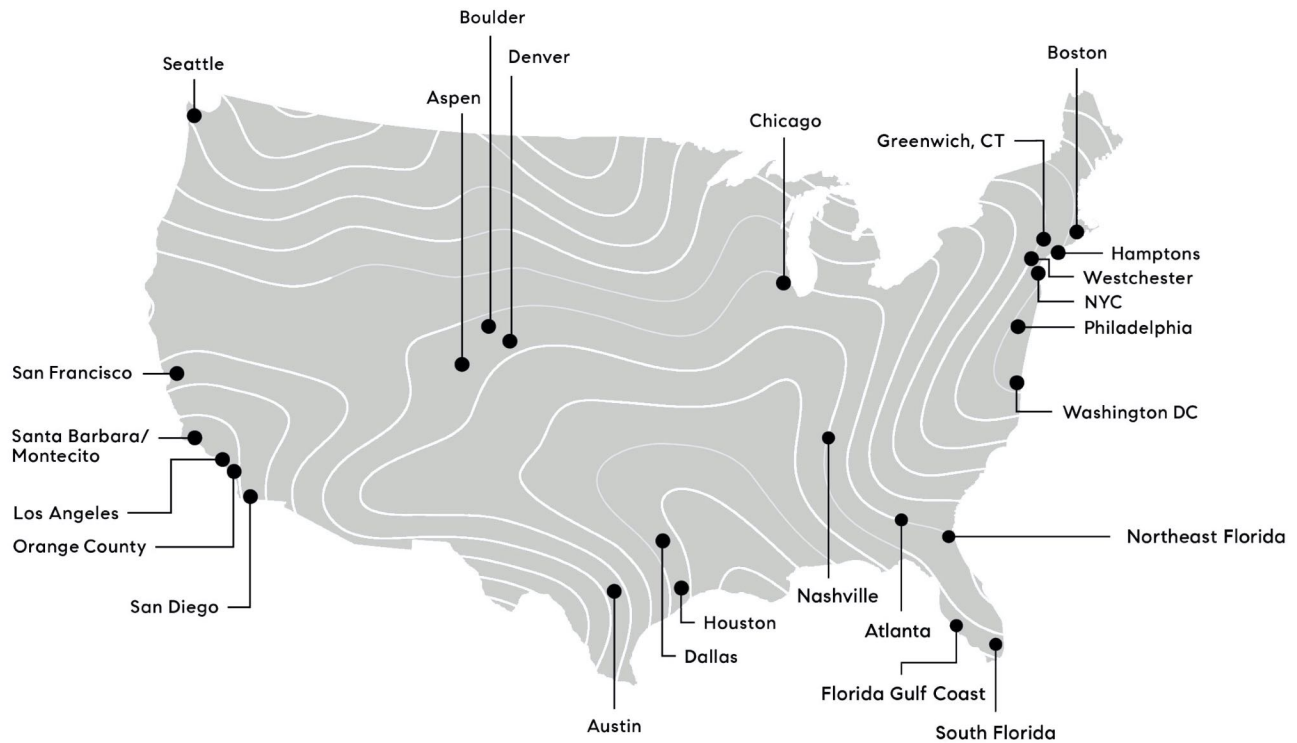 Boulder
Denver
Boston
Seattle
Aspen
Chicago
Greenwich, CT
Hamptons
Westchester
NYC
Philadelphia
San Francisco
Washington DC
Santa Barbara/
Montecito
Los Angeles
Orange County
Northeast Florida
San Diego
Nashville
Houston
Atlanta
Dallas
Florida Gulf Coast
Austin
South Florida